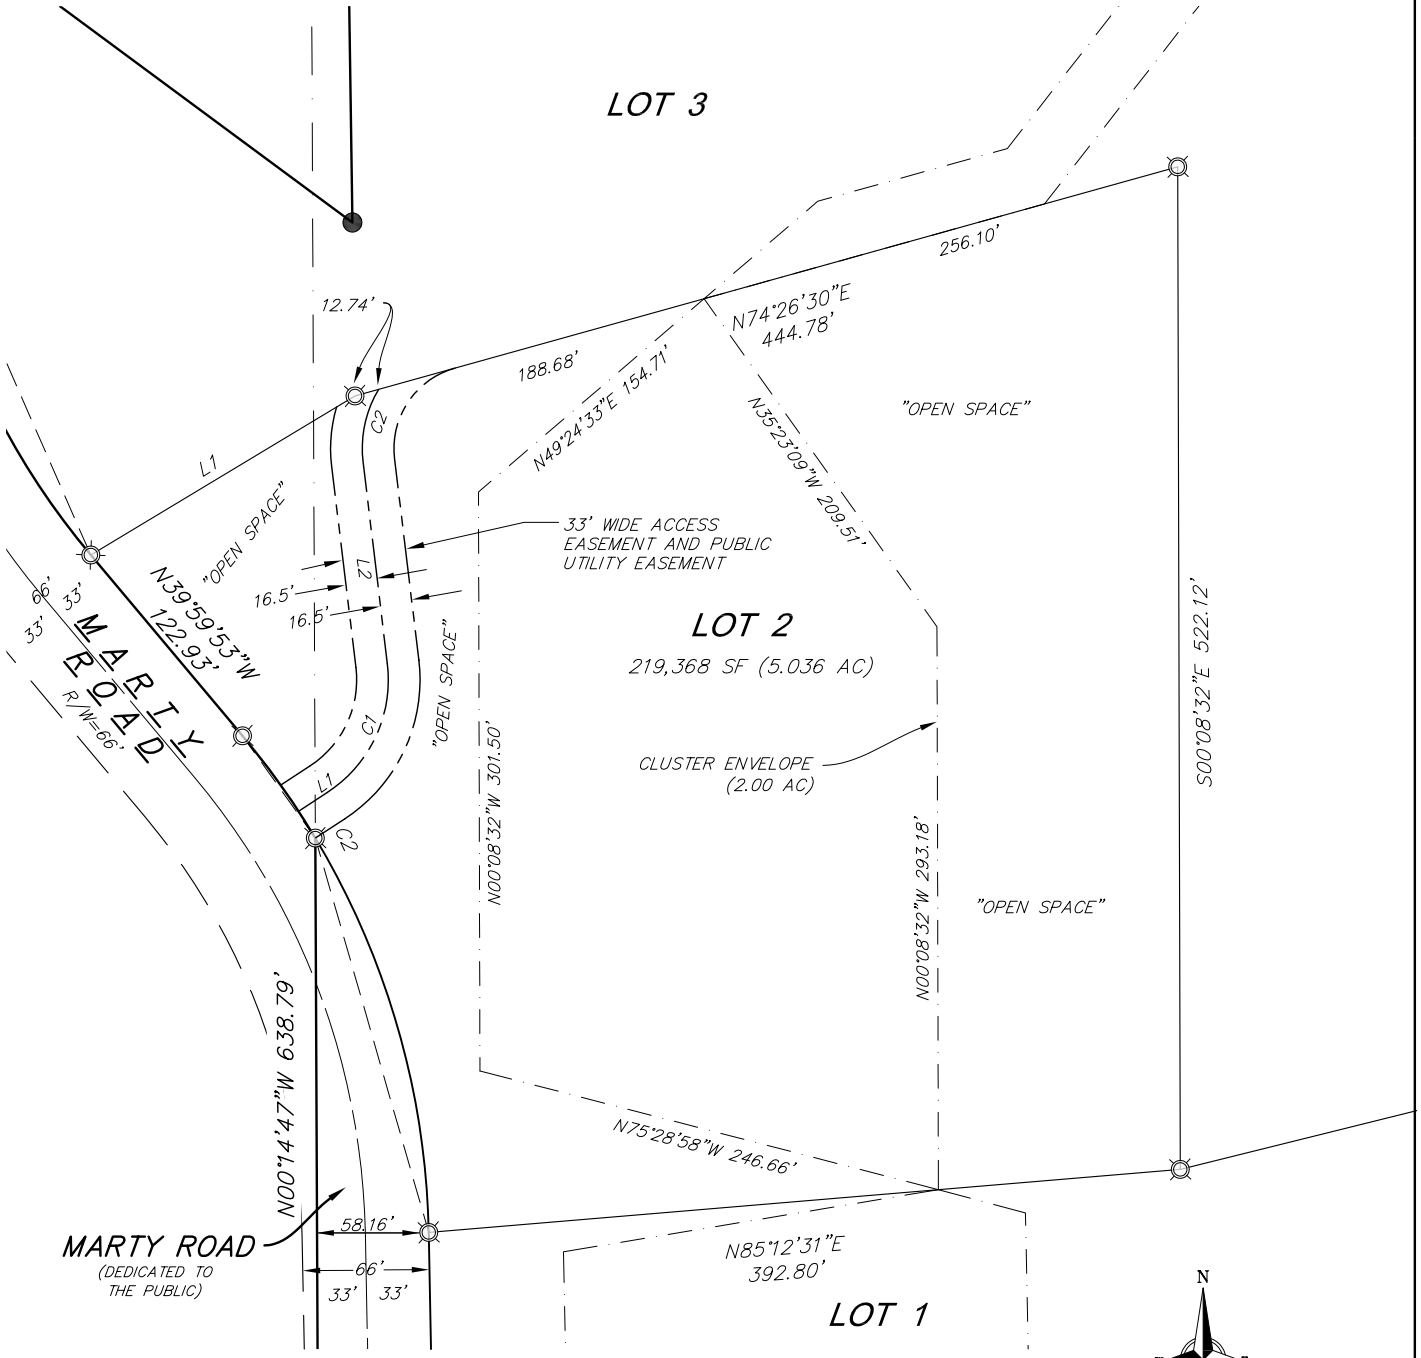 LOT 3
12.74'
256.10'
N74°26'30"E
444.78'
188.68'
N49°24'33"E 154.71'
C2
"OPEN SPACE"
N35°23'09"W 209.51'
L1
"OPEN SPACE"
33' WIDE ACCESS
EASEMENT AND PUBLIC
UTILITY EASEMENT
L2
16.5'
16.5'
N39°59'53"W
122.93'
66'
33'
33'
MARTY
ROAD
R/W=66'
"OPEN SPACE"
LOT 2
219,368 SF (5.036 AC)
S00°08'32"E 522.12'
C1
L1
C2
N00°08'32"W 301.50'
CLUSTER ENVELOPE
(2.00 AC)
N00°08'32"W 293.18'
"OPEN SPACE"
N00°14'47"W 638.79'
N75°28'58"W 246.66'
58.16'
MARTY ROAD
(DEDICATED TO
THE PUBLIC)
66'
33' 33'
N85°12'31"E
392.80'
LOT 1
N